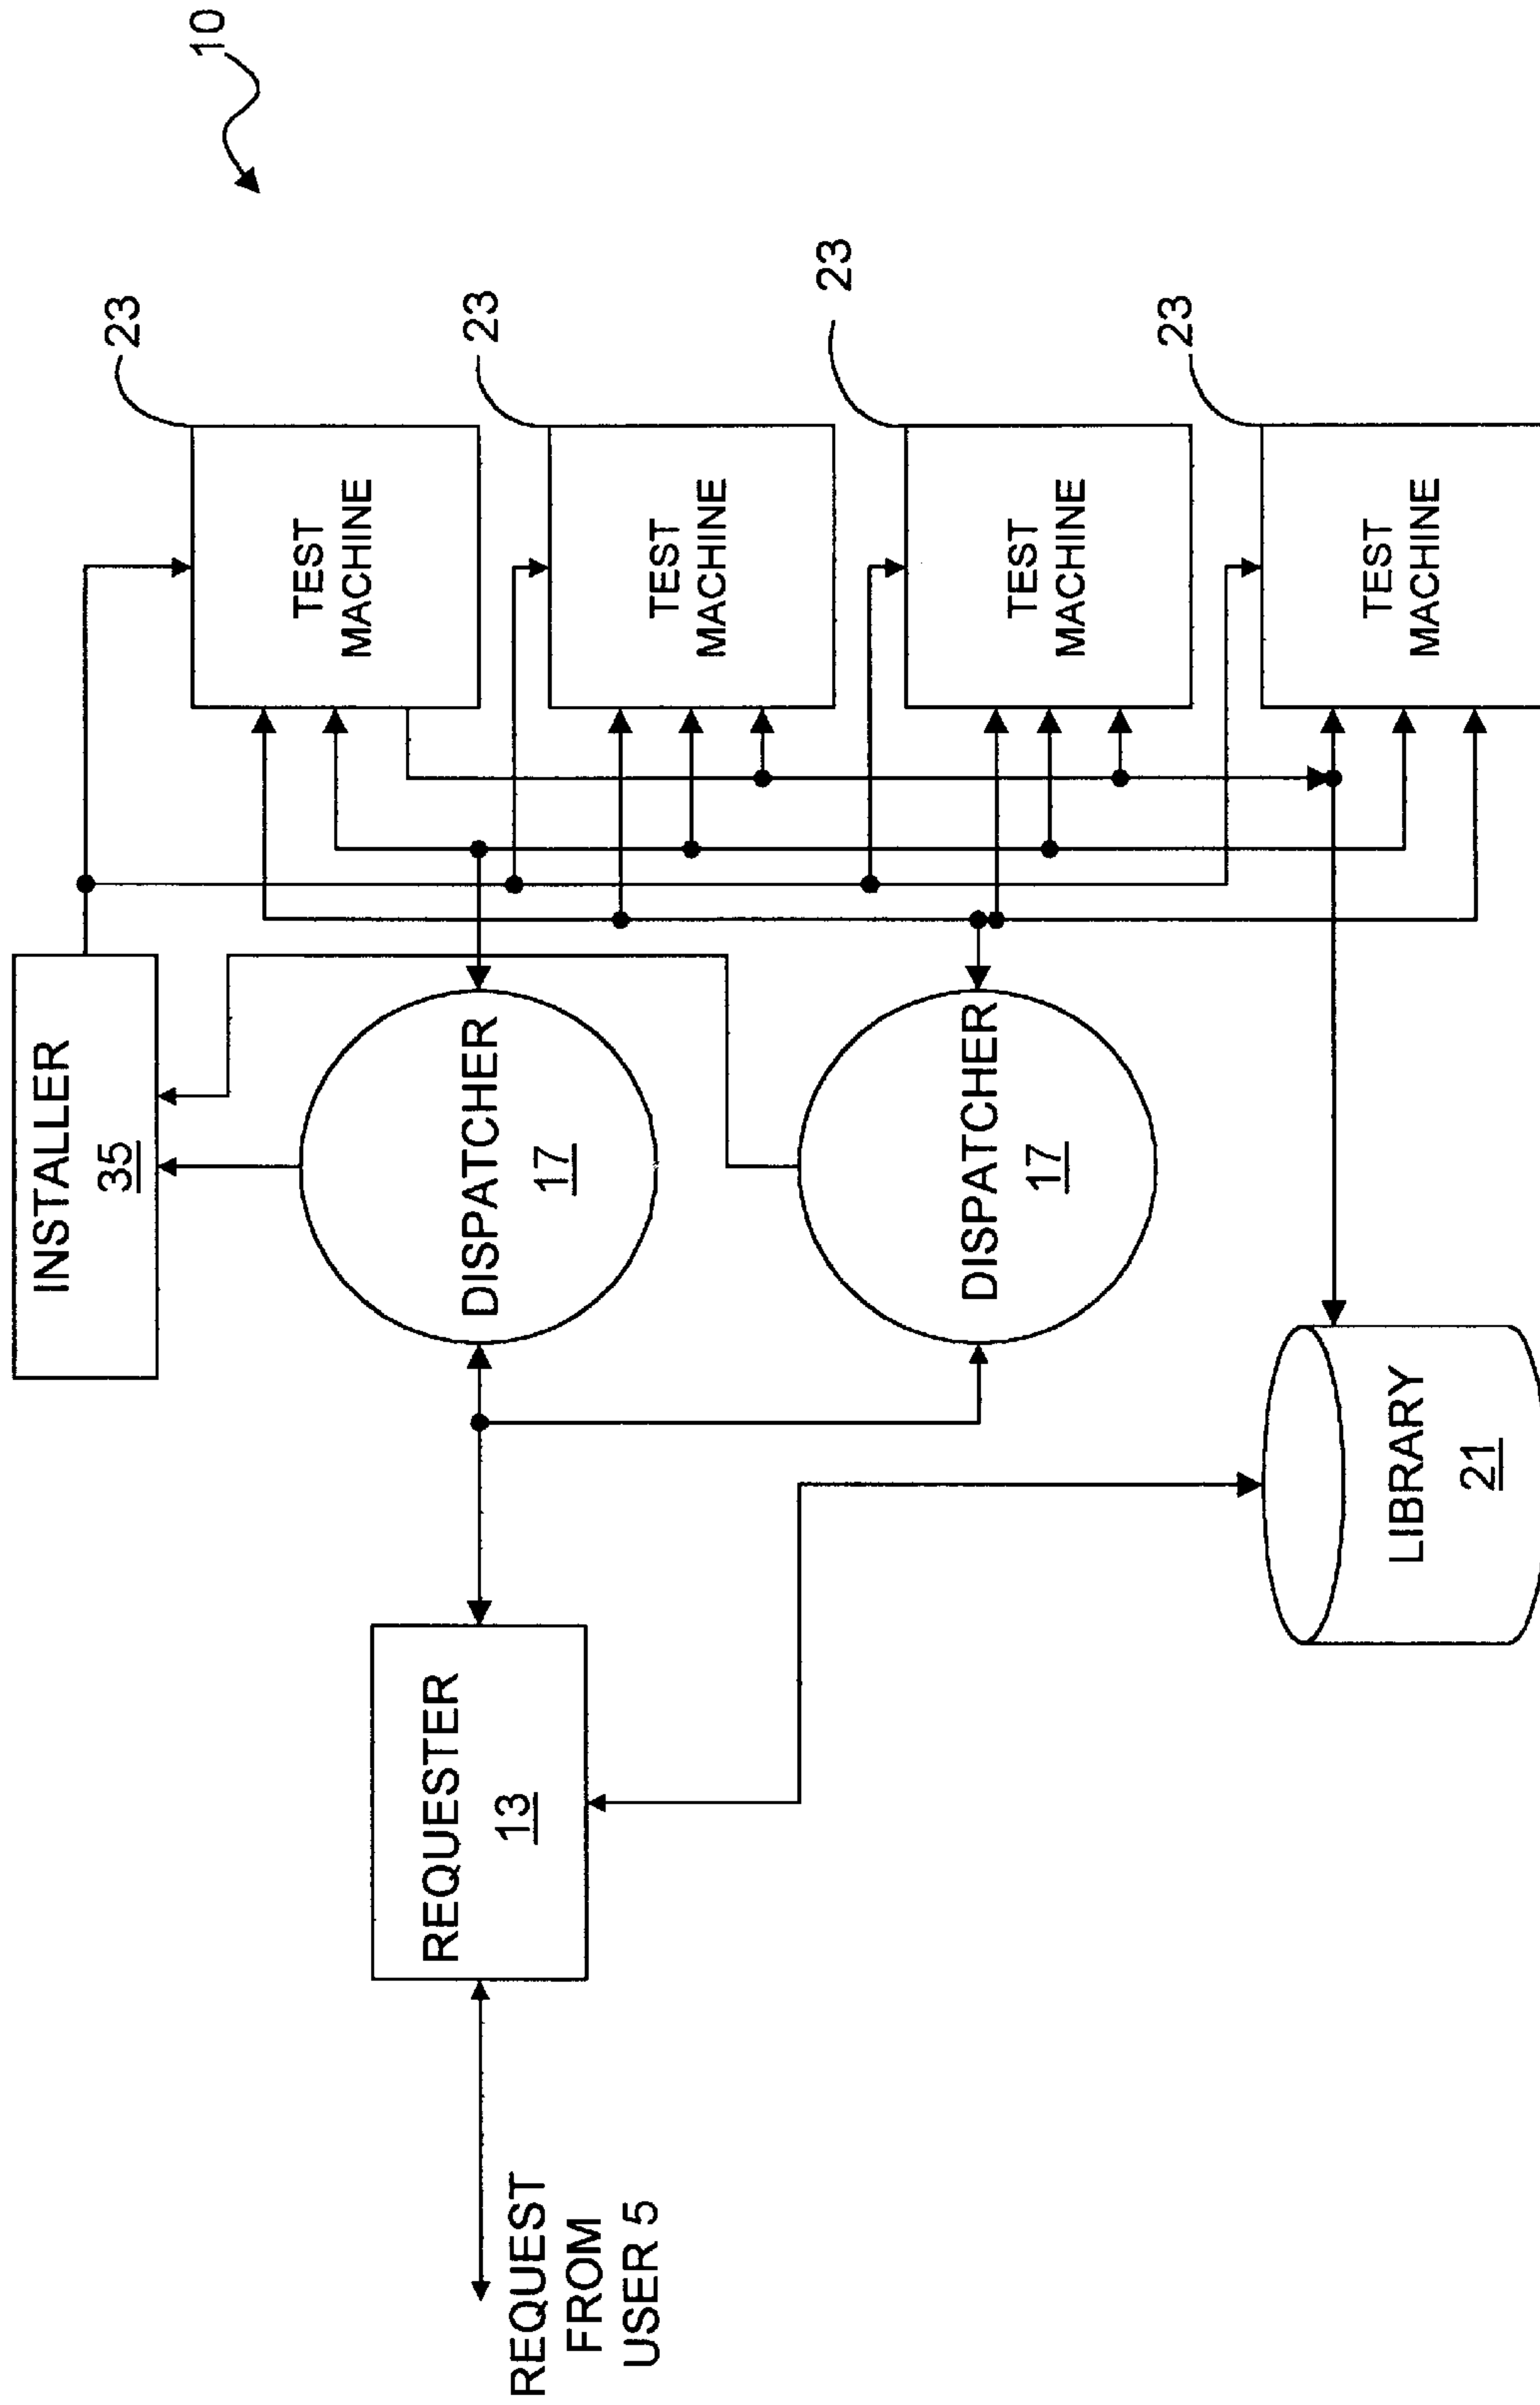 10
INSTALLER
35
23
TEST
MACHINE
DISPATCHER
17
23
TEST
MACHINE
REQUESTER
13
REQUEST
FROM
USER 5
DISPATCHER
17
23
TEST
MACHINE
23
TEST
MACHINE
LIBRARY
21